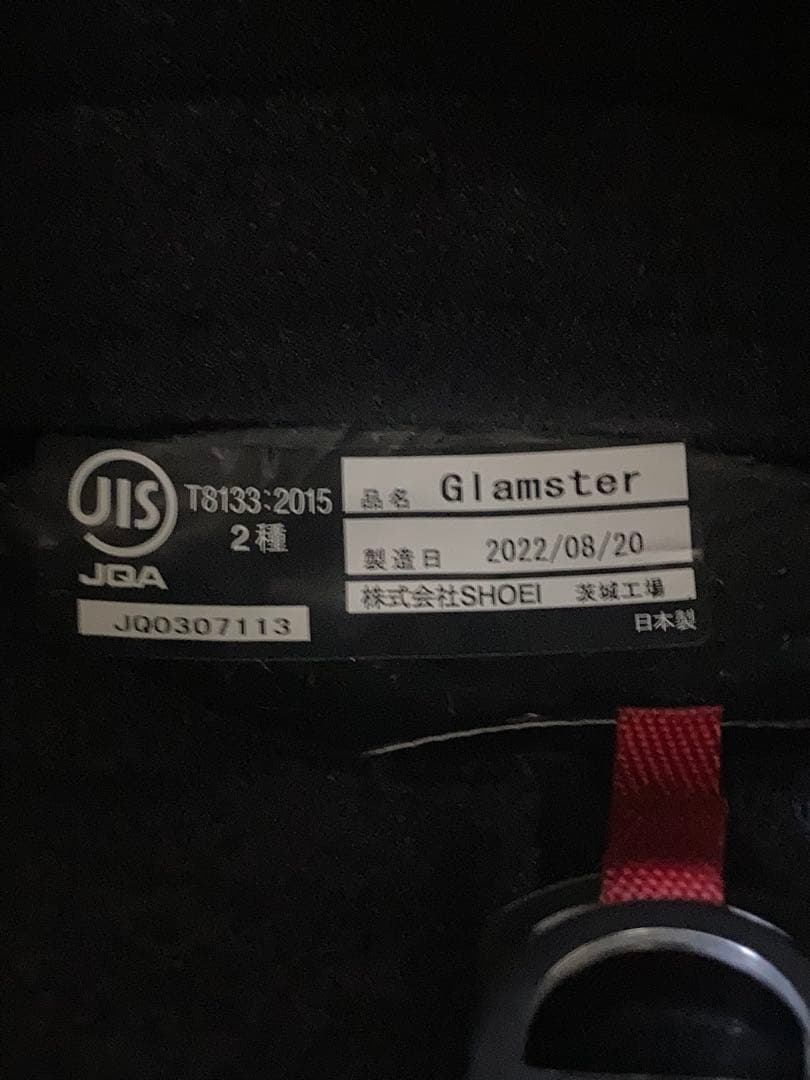 JIS
T8133:2015
2種
JQA
JQ0307113
品名 Glamster
製造日 2022/08/20
株式会社SHOEI 茨城工場
日本製